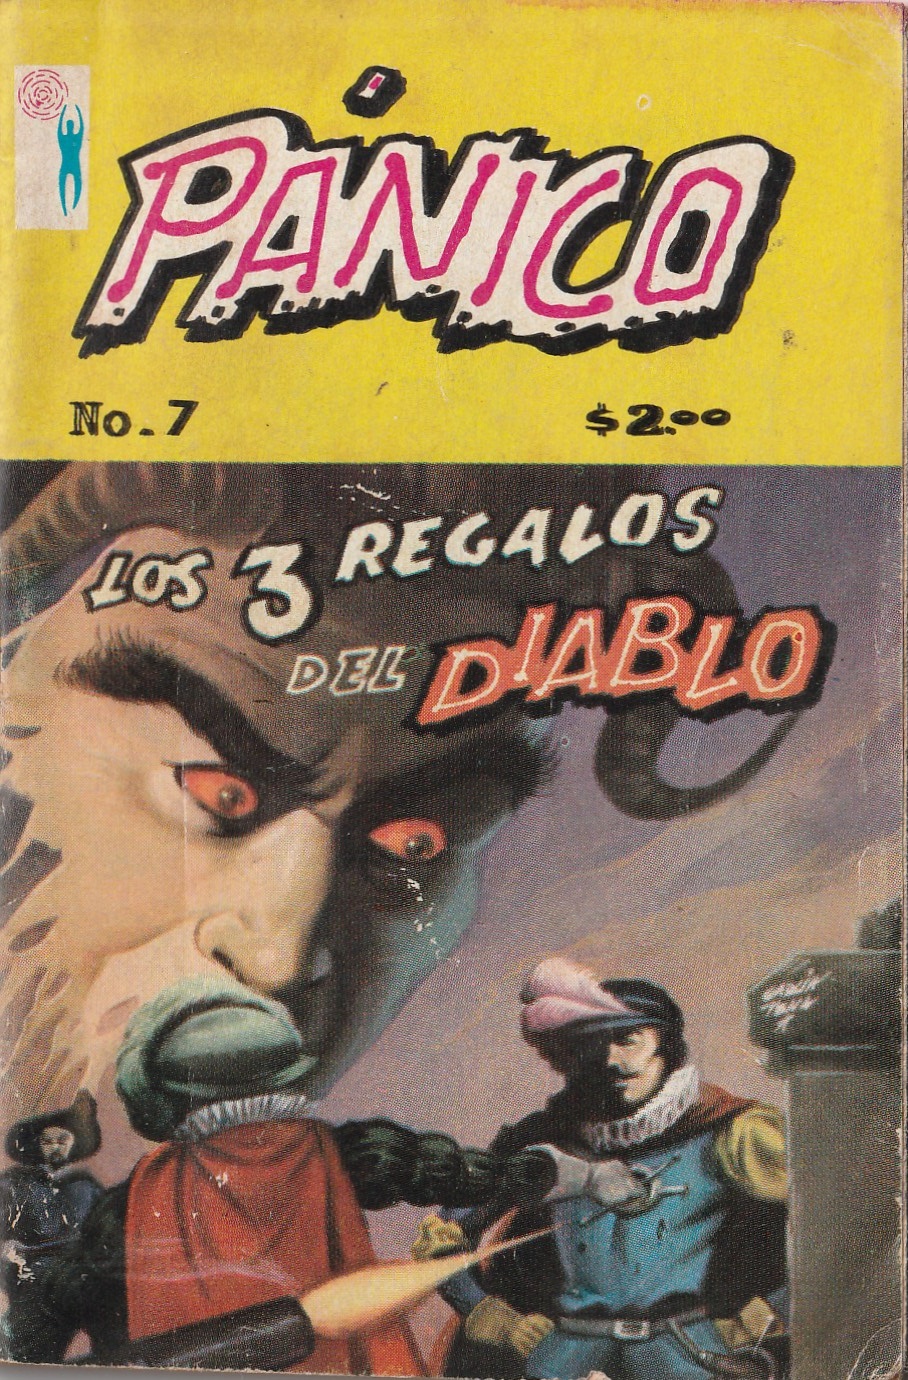 PÁNICO
No. 7
$2.00
LOS 3 REGALOS
DEL DIABLO